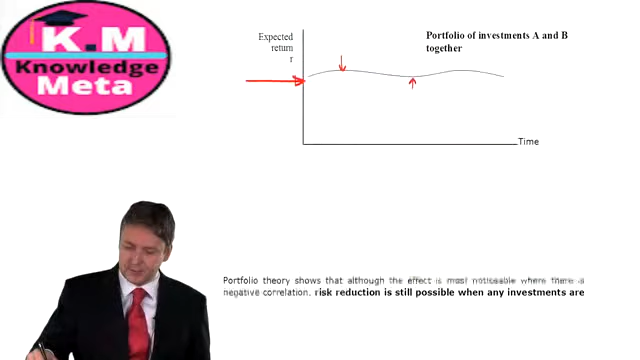 K.M
Knowledge
Meta
Expected
return
r
Portfolio of investments A and B
together
Time
Portfolio theory shows that although the effect is most noticeable where there is
negative correlation, risk reduction is still possible when any investments are